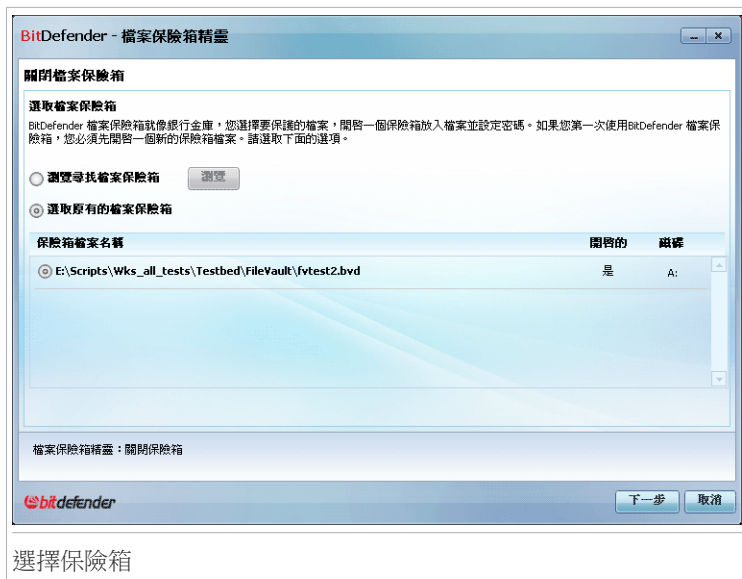 BitDefender - 檔案保險箱精靈
關閉檔案保險箱
選取檔案保險箱
BitDefender 檔案保險箱就像銀行金庫，您選擇要保護的檔案，開啓一個保險箱放入檔案並設定密碼。如果您第一次使用BitDefender 檔案保
險箱，您必須先開啓一個新的保險箱檔案。請選取下面的選項。
瀏覽尋找檔案保險箱 瀏覽
選取原有的檔案保險箱
保險箱檔案名稱 開啓的 磁碟
E:\Scripts\Wks_all_tests\Testbed\FileVault\fvtest2.bvd 是 A:
檔案保險箱精靈：關閉保險箱
bitdefender 下一步 取消
選擇保險箱